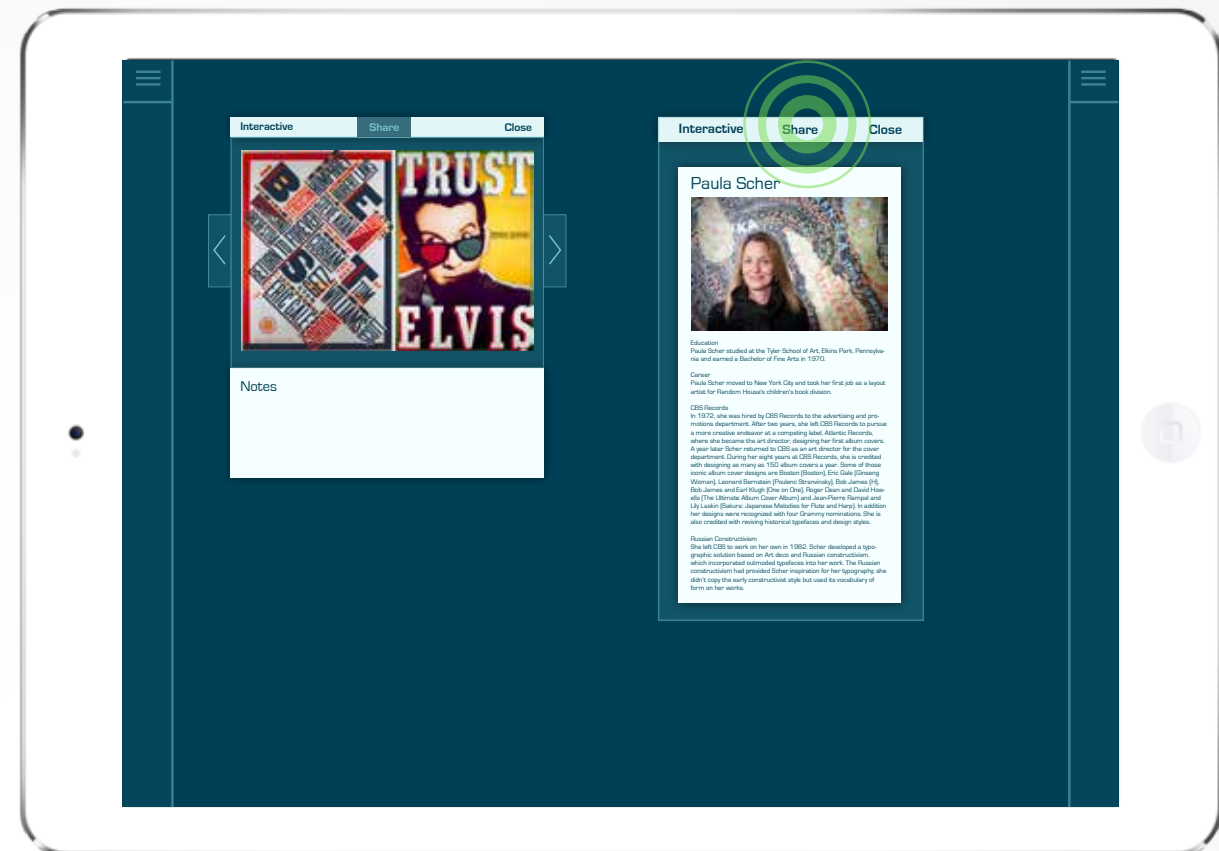 Interactive
Share
Close
TRUST
ELVIS
BEST
Notes
Interactive
Share
Close
Paula Scher
Education
Paula Scher studied at the Tyler School of Art, Elkins Park, Pennsylva-
nia and earned a Bachelor of Fine Arts in 1970.
Career
Paula Scher moved to New York City and took her first job as a layout
artist for Random House's children's book division.
CBS Records
In 1972, she was hired by CBS Records to the advertising and pro-
motions department. After two years, she left CBS Records to pursue
a more creative endeavor at a competing label, Atlantic Records,
where she became the art director, designing her first album covers.
A year later Scher returned to CBS as an art director for the cover
department. During her eight years at CBS Records, she is credited
with designing as many as 150 album covers a year. Some of those
iconic album cover designs are Boston (Boston), Eric Gale (Ginseng
Woman), Leonard Bernstein (Poulenc Stranvinsky), Bob James (H),
Bob James and Earl Klugh (One on One), Roger Dean and David How-
ells (The Ultimate Album Cover Album) and Jean-Pierre Rampal and
Lily Laskin (Sakura: Japanese Melodies for Flute and Harp). In addition
her designs were recognized with four Grammy nominations. She is
also credited with reviving historical typefaces and design styles.
Russian Constructivism
She left CBS to work on her own in 1982. Scher developed a typo-
graphic solution based on Art deco and Russian constructivism,
which incorporated outmoded typefaces into her work. The Russian
constructivism had provided Scher inspiration for her typography, she
didn't copy the early constructivist style but used its vocabulary of
form on her works.